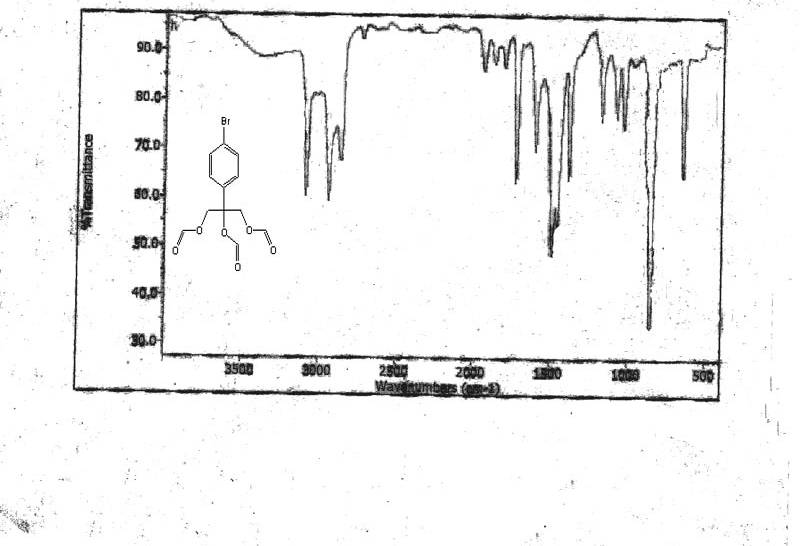 %Transmittance
90.0
80.0
70.0
60.0
50.0
40.0
30.0
Br
O
O
O
O
O
O
3500
3000
2500
2000
1500
1000
500
Wavenumbers (cm-1)